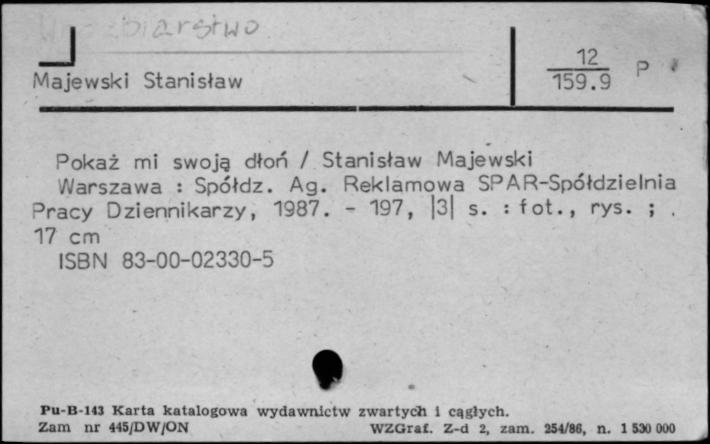 Wróżbiarstwo
12
Majewski Stanisław
159.9 P
Pokaż mi swoją dłoń / Stanisław Majewski
Warszawa : Spółdz. Ag. Reklamowa SPAR-Spółdzielnia
Pracy Dziennikarzy, 1987. - 197, |3| s. : fot., rys. ;
17 cm
ISBN 83-00-02330-5
Pu-B-143 Karta katalogowa wydawnictw zwartych i cągłych.
Zam nr 445/DW/ON WZGraf. Z-d 2, zam. 254/86, n. 1 530 000